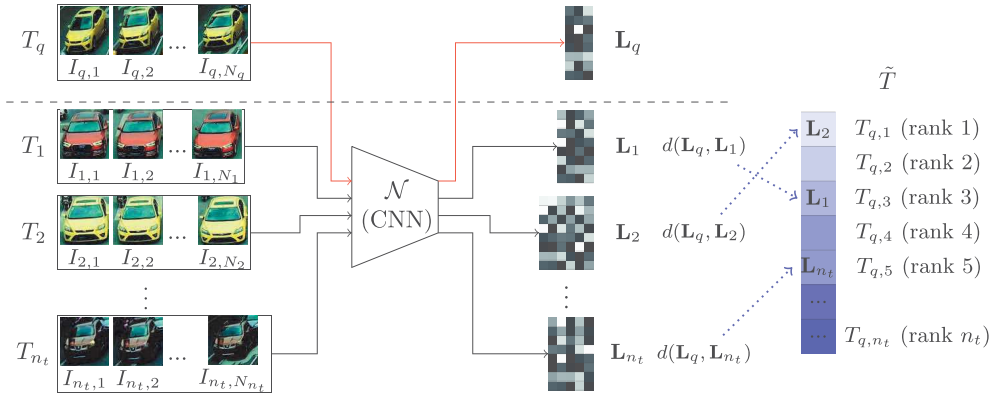 T_q
...
I_{q,1} I_{q,2} I_{q,N_q}
L_q
T̃
T_1
...
I_{1,1} I_{1,2} I_{1,N_1}
L_1 d(L_q, L_1)
T_2
...
I_{2,1} I_{2,2} I_{2,N_2}
L_2 d(L_q, L_2)
N
(CNN)
T_{n_t}
...
I_{n_t,1} I_{n_t,2} I_{n_t,N_{n_t}}
L_{n_t} d(L_q, L_{n_t})
L_2 T_{q,1} (rank 1)
T_{q,2} (rank 2)
L_1 T_{q,3} (rank 3)
T_{q,4} (rank 4)
L_{n_t} T_{q,5} (rank 5)
...
... T_{q,n_t} (rank n_t)